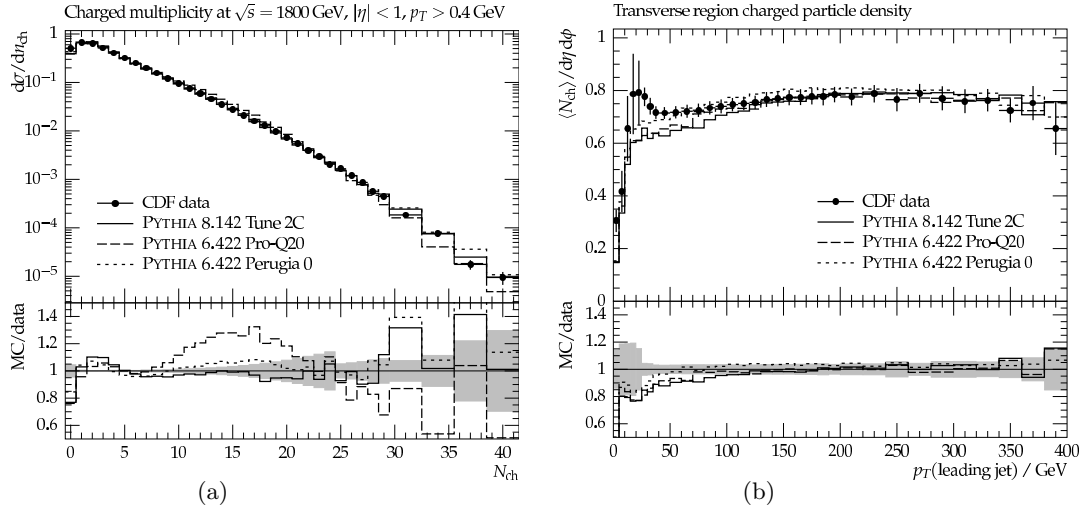 Charged multiplicity at √s = 1800 GeV, |η| < 1, pT > 0.4 GeV
dσ/dnch
1
10−1
10−2
10−3
10−4
10−5
CDF data
PYTHIA 8.142 Tune 2C
PYTHIA 6.422 Pro-Q20
PYTHIA 6.422 Perugia 0
MC/data
1.4
1.2
1
0.8
0.6
0 5 10 15 20 25 30 35 40
Nch
(a)
Transverse region charged particle density
⟨Nch⟩/dη dϕ
1.0
0.8
0.6
0.4
0.2
0
CDF data
PYTHIA 8.142 Tune 2C
PYTHIA 6.422 Pro-Q20
PYTHIA 6.422 Perugia 0
MC/data
1.4
1.2
1
0.8
0.6
0 50 100 150 200 250 300 350 400
pT(leading jet) / GeV
(b)